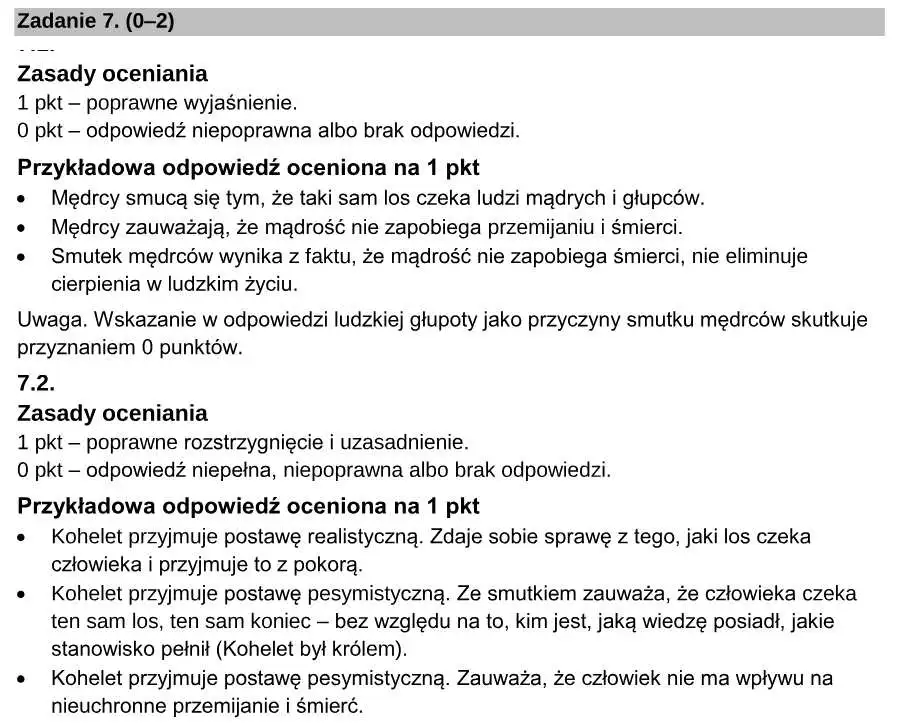 Zadanie 7. (0–2)
Zasady oceniania
1 pkt – poprawne wyjaśnienie.
0 pkt – odpowiedź niepoprawna albo brak odpowiedzi.
Przykładowa odpowiedź oceniona na 1 pkt
• Mędrcy smucą się tym, że taki sam los czeka ludzi mądrych i głupców.
• Mędrcy zauważają, że mądrość nie zapobiega przemijaniu i śmierci.
• Smutek mędrców wynika z faktu, że mądrość nie zapobiega śmierci, nie eliminuje
cierpienia w ludzkim życiu.
Uwaga. Wskazanie w odpowiedzi ludzkiej głupoty jako przyczyny smutku mędrców skutkuje
przyznaniem 0 punktów.
7.2.
Zasady oceniania
1 pkt – poprawne rozstrzygnięcie i uzasadnienie.
0 pkt – odpowiedź niepełna, niepoprawna albo brak odpowiedzi.
Przykładowa odpowiedź oceniona na 1 pkt
• Kohelet przyjmuje postawę realistyczną. Zdaje sobie sprawę z tego, jaki los czeka
człowieka i przyjmuje to z pokorą.
• Kohelet przyjmuje postawę pesymistyczną. Ze smutkiem zauważa, że człowieka czeka
ten sam los, ten sam koniec – bez względu na to, kim jest, jaką wiedzę posiadł, jakie
stanowisko pełnił (Kohelet był królem).
• Kohelet przyjmuje postawę pesymistyczną. Zauważa, że człowiek nie ma wpływu na
nieuchronne przemijanie i śmierć.